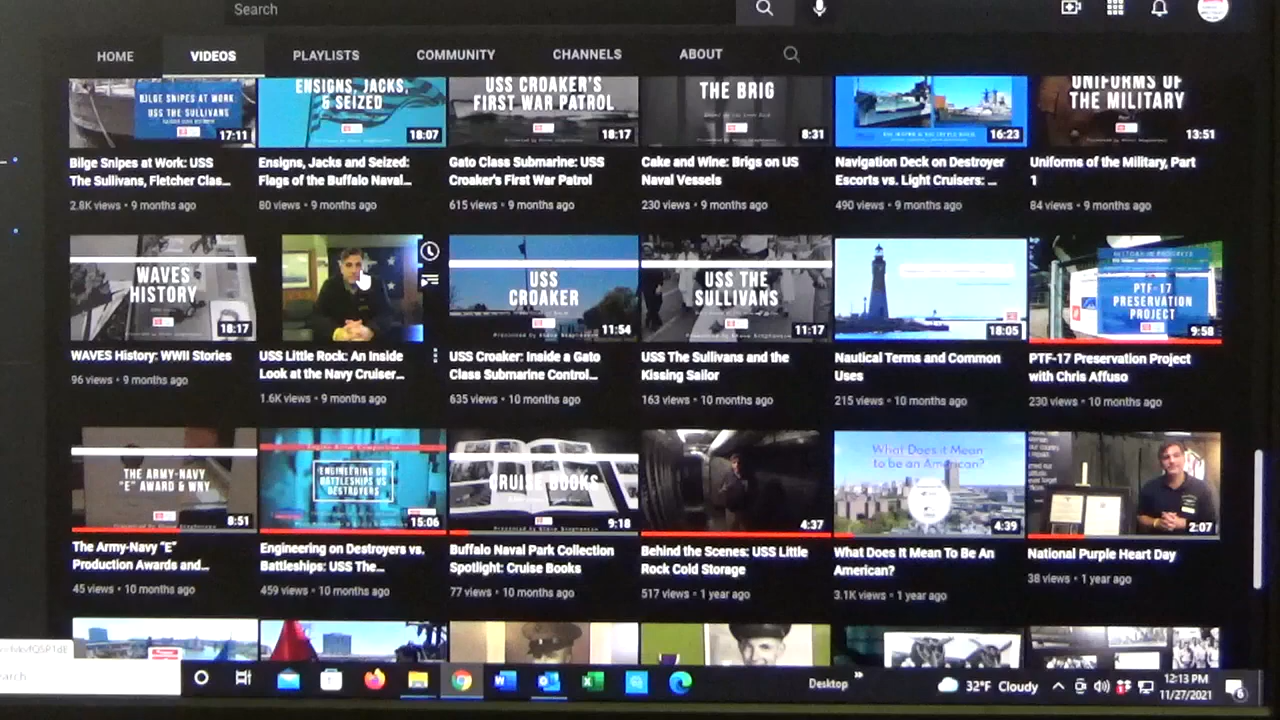 Search
HOME VIDEOS PLAYLISTS COMMUNITY CHANNELS ABOUT
BILGE SNIPES AT WORK
USS THE SULLIVANS
17:11
ENSIGNS, JACKS,
& SEIZED
18:07
USS CROAKER'S
FIRST WAR PATROL
18:17
THE BRIG
8:31
16:23
UNIFORMS OF
THE MILITARY
13:51
Bilge Snipes at Work: USS
The Sullivans, Fletcher Clas...
2.8K views • 9 months ago
Ensigns, Jacks and Seized:
Flags of the Buffalo Naval...
80 views • 9 months ago
Gato Class Submarine: USS
Croaker's First War Patrol
615 views • 9 months ago
Cake and Wine: Brigs on US
Naval Vessels
230 views • 9 months ago
Navigation Deck on Destroyer
Escorts vs. Light Cruisers: ...
490 views • 9 months ago
Uniforms of the Military, Part
1
84 views • 9 months ago
WAVES
HISTORY
18:17
USS
CROAKER
11:54
USS THE
SULLIVANS
11:17
18:05
PTF-17
PRESERVATION
PROJECT
9:58
WAVES History: WWII Stories
96 views • 9 months ago
USS Little Rock: An Inside
Look at the Navy Cruiser...
1.6K views • 9 months ago
USS Croaker: Inside a Gato
Class Submarine Control...
635 views • 10 months ago
USS The Sullivans and the
Kissing Sailor
163 views • 10 months ago
Nautical Terms and Common
Uses
215 views • 10 months ago
PTF-17 Preservation Project
with Chris Affuso
230 views • 10 months ago
THE ARMY-NAVY
"E" AWARD & WNY
8:51
ENGINEERING ON
BATTLESHIPS VS
DESTROYERS
15:06
CRUISE BOOKS
9:18
4:37
What Does it Mean
to be an American?
4:39
2:07
The Army-Navy "E"
Production Awards and...
45 views • 10 months ago
Engineering on Destroyers vs.
Battleships: USS The...
459 views • 10 months ago
Buffalo Naval Park Collection
Spotlight: Cruise Books
77 views • 10 months ago
Behind the Scenes: USS Little
Rock Cold Storage
517 views • 1 year ago
What Does It Mean To Be An
American?
3.1K views • 1 year ago
National Purple Heart Day
38 views • 1 year ago
earch
Desktop
32°F Cloudy
12:13 PM
11/27/2021
6